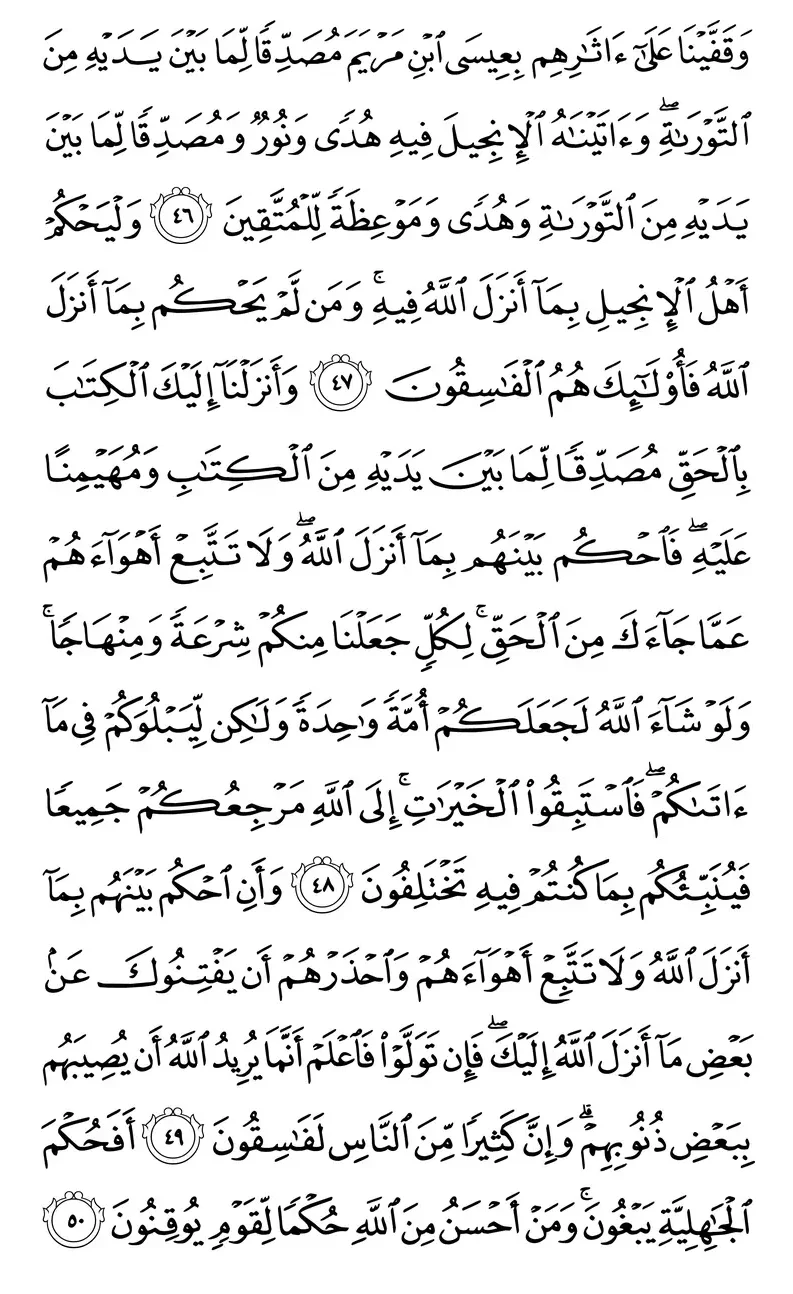 وَقَفَّيْنَا عَلَىٰٓ ءَاثَٰرِهِم بِعِيسَى ٱبْنِ مَرْيَمَ مُصَدِّقًا لِّمَا بَيْنَ يَدَيْهِ مِنَ
ٱلتَّوْرَىٰةِ ۖ وَءَاتَيْنَٰهُ ٱلْإِنجِيلَ فِيهِ هُدًى وَنُورٌ وَمُصَدِّقًا لِّمَا بَيْنَ
يَدَيْهِ مِنَ ٱلتَّوْرَىٰةِ وَهُدًى وَمَوْعِظَةً لِّلْمُتَّقِينَ ٤٦ وَلْيَحْكُمْ
أَهْلُ ٱلْإِنجِيلِ بِمَآ أَنزَلَ ٱللَّهُ فِيهِ ۚ وَمَن لَّمْ يَحْكُم بِمَآ أَنزَلَ
ٱللَّهُ فَأُو۟لَٰٓئِكَ هُمُ ٱلْفَٰسِقُونَ ٤٧ وَأَنزَلْنَآ إِلَيْكَ ٱلْكِتَٰبَ
بِٱلْحَقِّ مُصَدِّقًا لِّمَا بَيْنَ يَدَيْهِ مِنَ ٱلْكِتَٰبِ وَمُهَيْمِنًا
عَلَيْهِ ۖ فَٱحْكُم بَيْنَهُم بِمَآ أَنزَلَ ٱللَّهُ ۖ وَلَا تَتَّبِعْ أَهْوَآءَهُمْ
عَمَّا جَآءَكَ مِنَ ٱلْحَقِّ ۚ لِكُلٍّ جَعَلْنَا مِنكُمْ شِرْعَةً وَمِنْهَاجًا ۚ
وَلَوْ شَآءَ ٱللَّهُ لَجَعَلَكُمْ أُمَّةً وَٰحِدَةً وَلَٰكِن لِّيَبْلُوَكُمْ فِى مَآ
ءَاتَىٰكُمْ ۖ فَٱسْتَبِقُوا۟ ٱلْخَيْرَٰتِ ۚ إِلَى ٱللَّهِ مَرْجِعُكُمْ جَمِيعًا
فَيُنَبِّئُكُم بِمَا كُنتُمْ فِيهِ تَخْتَلِفُونَ ٤٨ وَأَنِ ٱحْكُم بَيْنَهُم بِمَآ
أَنزَلَ ٱللَّهُ وَلَا تَتَّبِعْ أَهْوَآءَهُمْ وَٱحْذَرْهُمْ أَن يَفْتِنُوكَ عَنۢ
بَعْضِ مَآ أَنزَلَ ٱللَّهُ إِلَيْكَ ۖ فَإِن تَوَلَّوْا۟ فَٱعْلَمْ أَنَّمَا يُرِيدُ ٱللَّهُ أَن يُصِيبَهُم
بِبَعْضِ ذُنُوبِهِمْ ۗ وَإِنَّ كَثِيرًا مِّنَ ٱلنَّاسِ لَفَٰسِقُونَ ٤٩ أَفَحُكْمَ
ٱلْجَٰهِلِيَّةِ يَبْغُونَ ۚ وَمَنْ أَحْسَنُ مِنَ ٱللَّهِ حُكْمًا لِّقَوْمٍ يُوقِنُونَ ٥٠